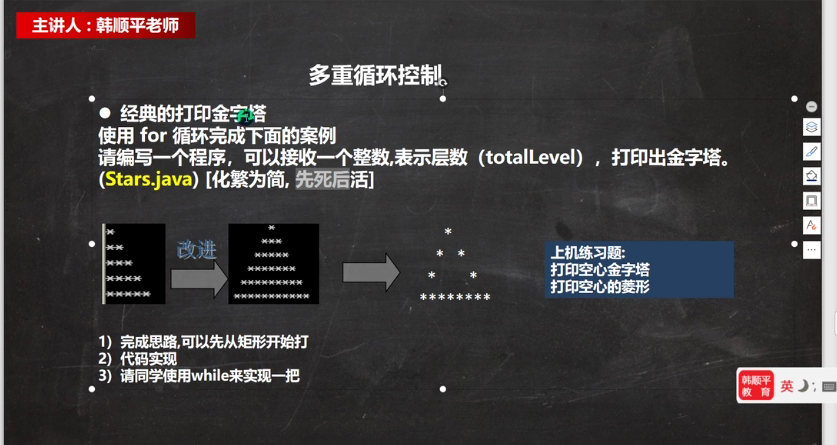 主讲人：韩顺平老师
多重循环控制
● 经典的打印金字塔
使用 for 循环完成下面的案例
请编写一个程序，可以接收一个整数,表示层数（totalLevel），打印出金字塔。
(Stars.java) [化繁为简, 先死后活]
*
**
***
****
*****
改进
*
***
*****
*******
*********
*
* *
* *
********
上机练习题:
打印空心金字塔
打印空心的菱形
1）完成思路,可以先从矩形开始打
2）代码实现
3）请同学使用while来实现一把
韩顺平
教 育
英